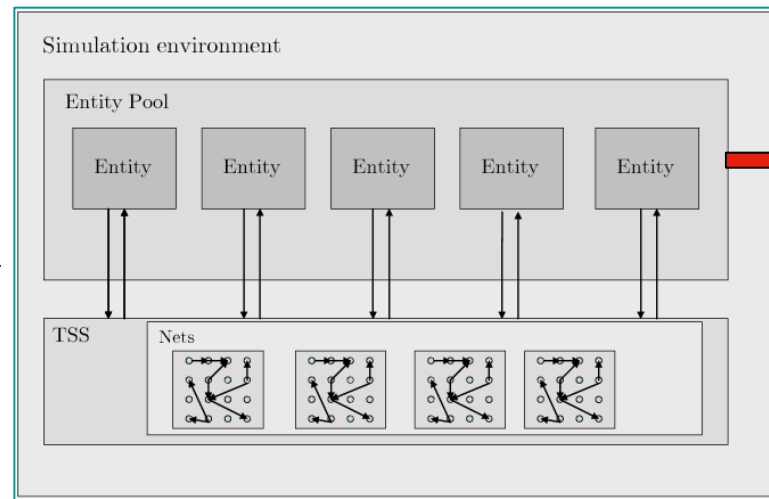 Simulation environment
Entity Pool
Entity
Entity
Entity
Entity
Entity
TSS
Nets